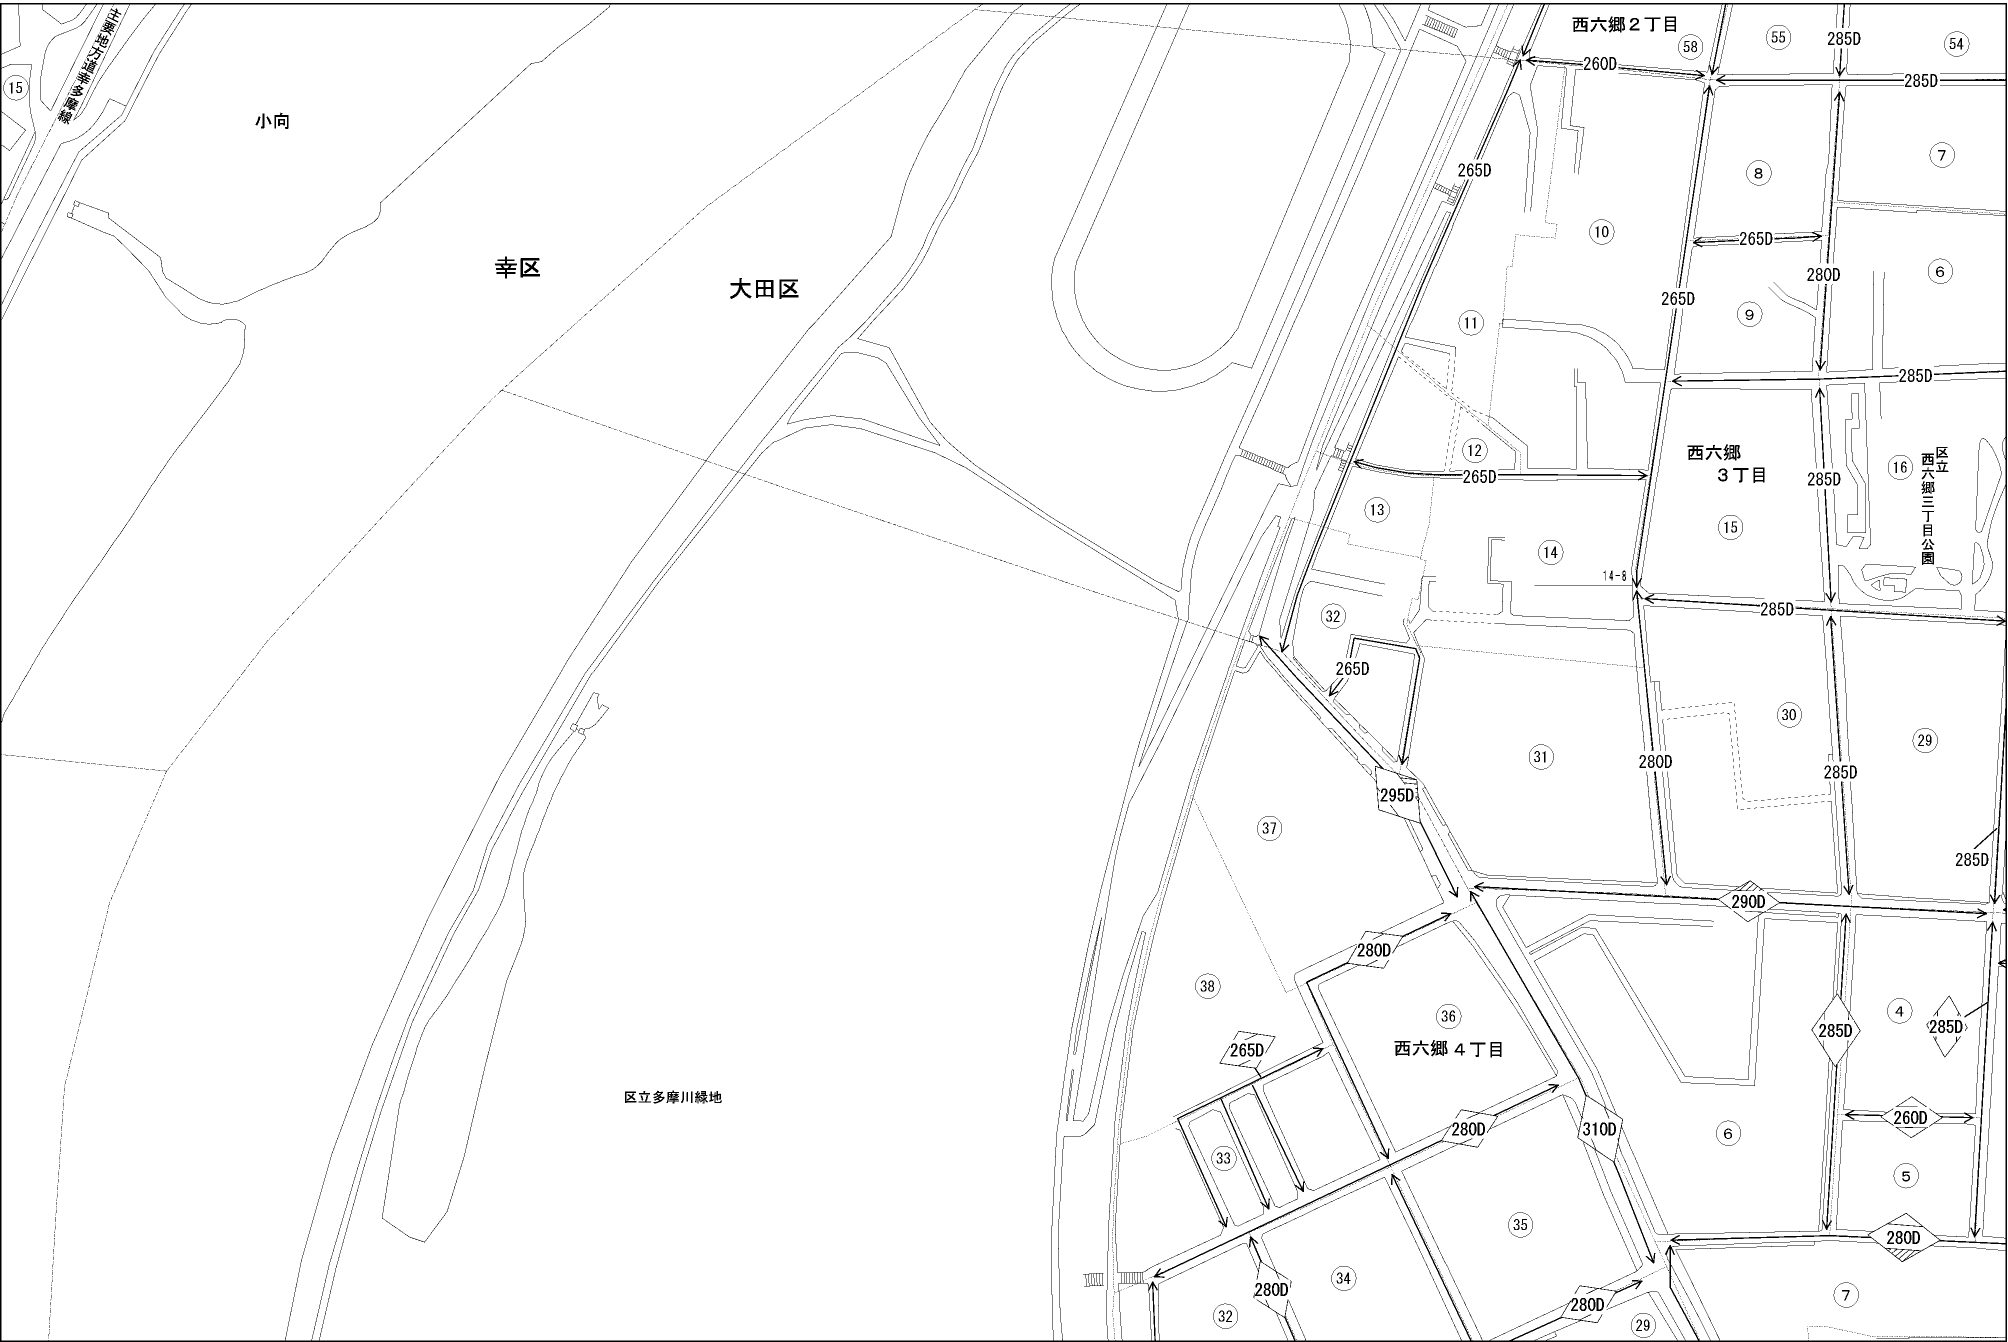 主要地方道幸多摩線
15
小向
幸区
大田区
西六郷2丁目
58
55
285D
54
260D
285D
265D
8
7
10
265D
280D
6
265D
9
11
285D
12
265D
西六郷
3丁目
285D
16
区立
西六郷三丁目公園
13
15
14
14-8
285D
32
265D
30
29
31
280D
285D
295D
37
285D
290D
280D
38
36
4
285D
285D
西六郷4丁目
265D
区立多摩川緑地
280D
310D
260D
6
33
5
35
280D
34
280D
280D
7
32
29